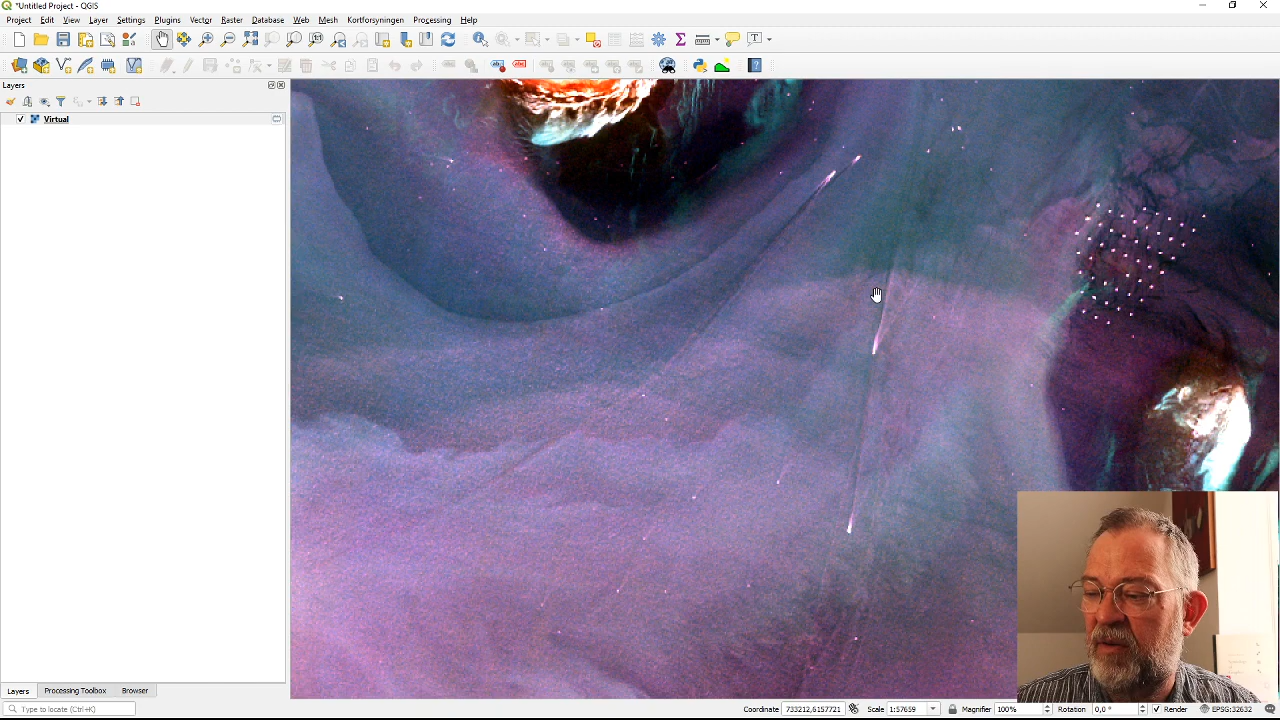 *Untitled Project - QGIS
Project Edit View Layer Settings Plugins Vector Raster Database Web Mesh Kortforsyningen Processing Help
Layers
Virtual
Layers Processing Toolbox Browser
Type to locate (Ctrl+K)
Coordinate 733212,6157721 Scale 1:57659 Magnifier 100% Rotation 0,0 ° Render EPSG:32632